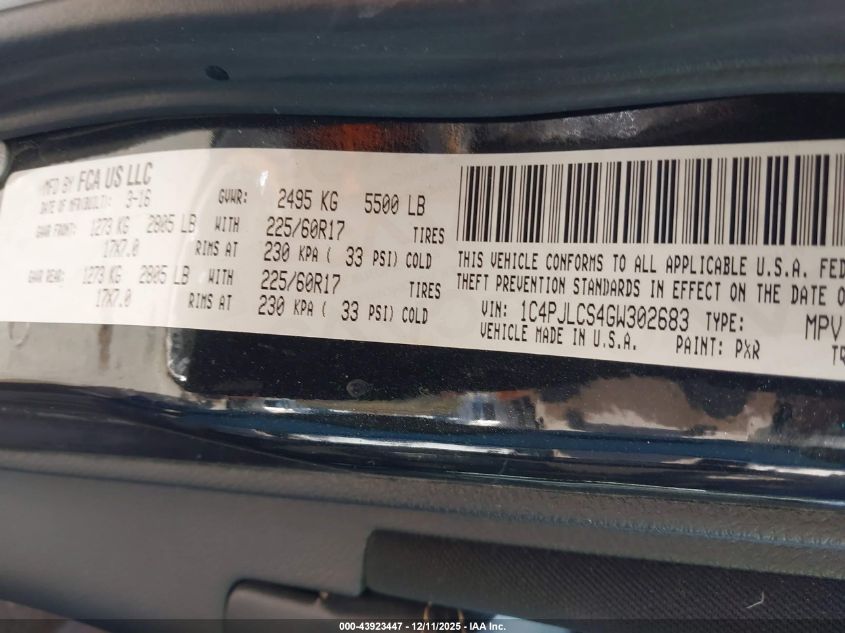 MFD BY FCA US LLC
DATE OF MFR/BUILT: 3-16 GVWR: 2495 KG 5500 LB
GAWR FRONT: 1273 KG 2805 LB WITH 225/60R17 TIRES
17X7.0 RIMS AT 230 KPA ( 33 PSI) COLD
GAWR REAR: 1273 KG 2805 LB WITH 225/60R17 TIRES
17X7.0 RIMS AT 230 KPA ( 33 PSI) COLD
THIS VEHICLE CONFORMS TO ALL APPLICABLE U.S.A. FED
THEFT PREVENTION STANDARDS IN EFFECT ON THE DATE O
VIN: 1C4PJLCS4GW302683 TYPE: MPV
VEHICLE MADE IN U.S.A. PAINT: PXR TR
000-43923447 - 12/11/2025 - IAA Inc.